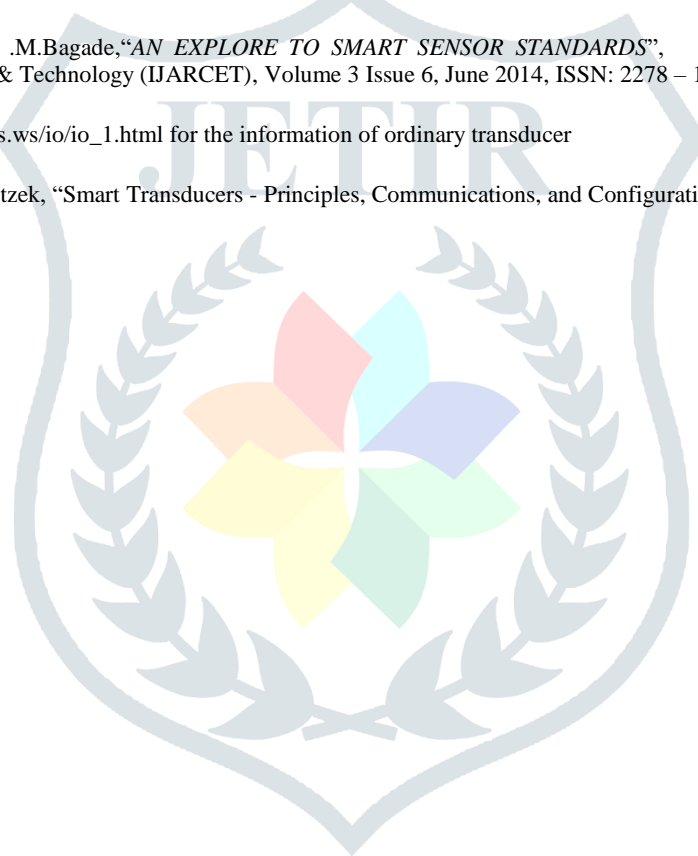 .M.Bagade,“AN EXPLORE TO SMART SENSOR STANDARDS”,
& Technology (IJARCET), Volume 3 Issue 6, June 2014, ISSN: 2278 – 1
s.ws/io/io_1.html for the information of ordinary transducer
JETIR
tzek, “Smart Transducers - Principles, Communications, and Configurati